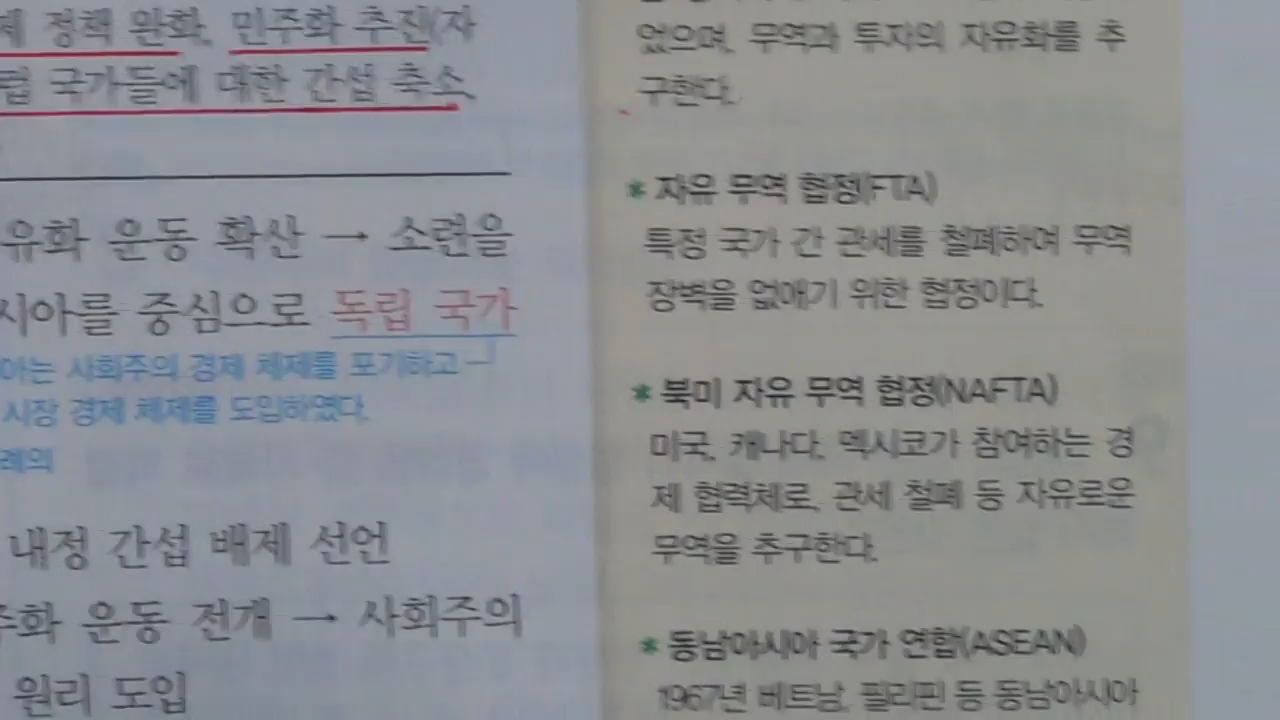 제 정책 완화, 민주화 추진(자
립 국가들에 대한 간섭 축소
유화 운동 확산 → 소련을
시아를 중심으로 독립 국가
아는 사회주의 경제 체제를 포기하고
시장 경제 체제를 도입하였다.
례의
내정 간섭 배제 선언
주화 운동 전개 → 사회주의
원리 도입
었으며, 무역과 투자의 자유화를 추
구한다.
* 자유 무역 협정(FTA)
특정 국가 간 관세를 철폐하여 무역
장벽을 없애기 위한 협정이다.
* 북미 자유 무역 협정(NAFTA)
미국, 캐나다, 멕시코가 참여하는 경
제 협력체로, 관세 철폐 등 자유로운
무역을 추구한다.
* 동남아시아 국가 연합(ASEAN)
1967년 베트남, 필리핀 등 동남아시아